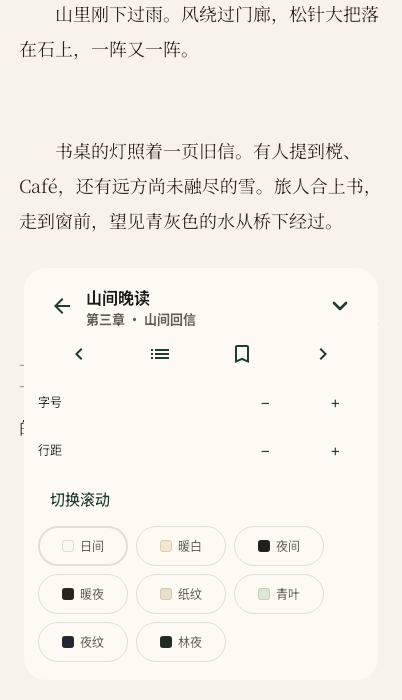 山里刚下过雨。风绕过门廊，松针大把落
在石上，一阵又一阵。
书桌的灯照着一页旧信。有人提到㮾、
Café，还有远方尚未融尽的雪。旅人合上书，
走到窗前，望见青灰色的水从桥下经过。
山间晚读
第三章 · 山间回信
字号 − +
行距 − +
切换滚动
日间 暖白 夜间
暖夜 纸纹 青叶
夜纹 林夜